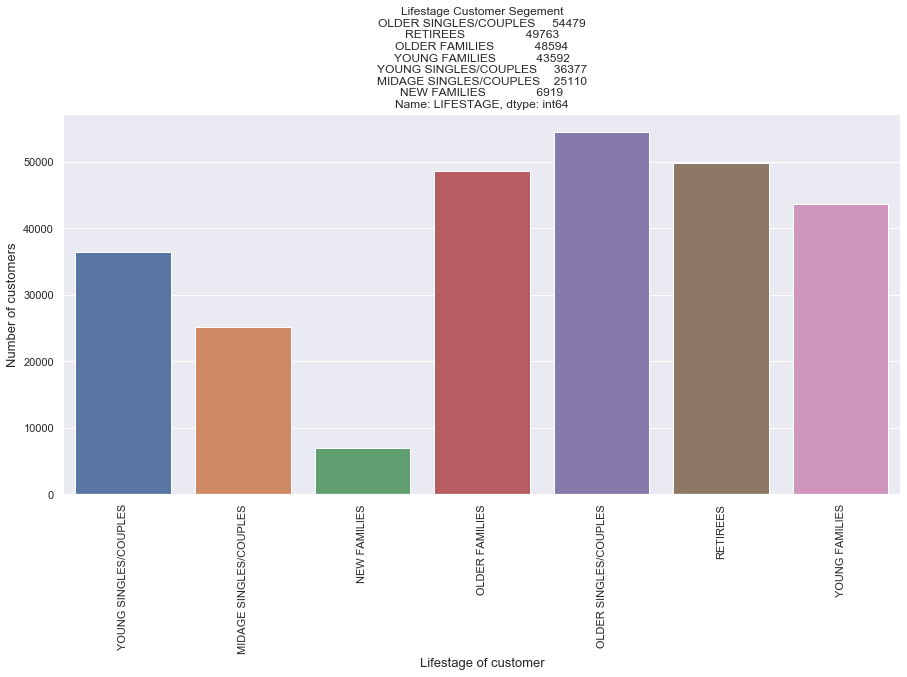 Lifestage Customer Segement
OLDER SINGLES/COUPLES 54479
RETIREES 49763
OLDER FAMILIES 48594
YOUNG FAMILIES 43592
YOUNG SINGLES/COUPLES 36377
MIDAGE SINGLES/COUPLES 25110
NEW FAMILIES 6919
Name: LIFESTAGE, dtype: int64
Number of customers
50000
40000
30000
20000
10000
0
YOUNG SINGLES/COUPLES
MIDAGE SINGLES/COUPLES
NEW FAMILIES
OLDER FAMILIES
OLDER SINGLES/COUPLES
RETIREES
YOUNG FAMILIES
Lifestage of customer